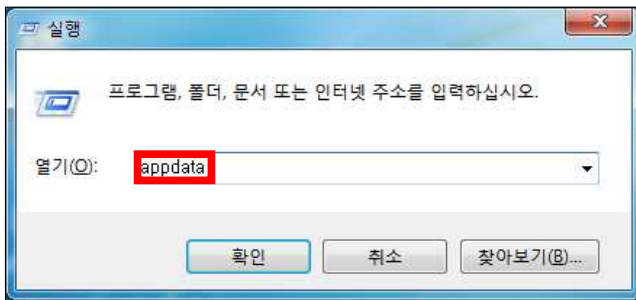 실행
프로그램, 폴더, 문서 또는 인터넷 주소를 입력하십시오.
열기(O): appdata
확인 취소 찾아보기(B)...